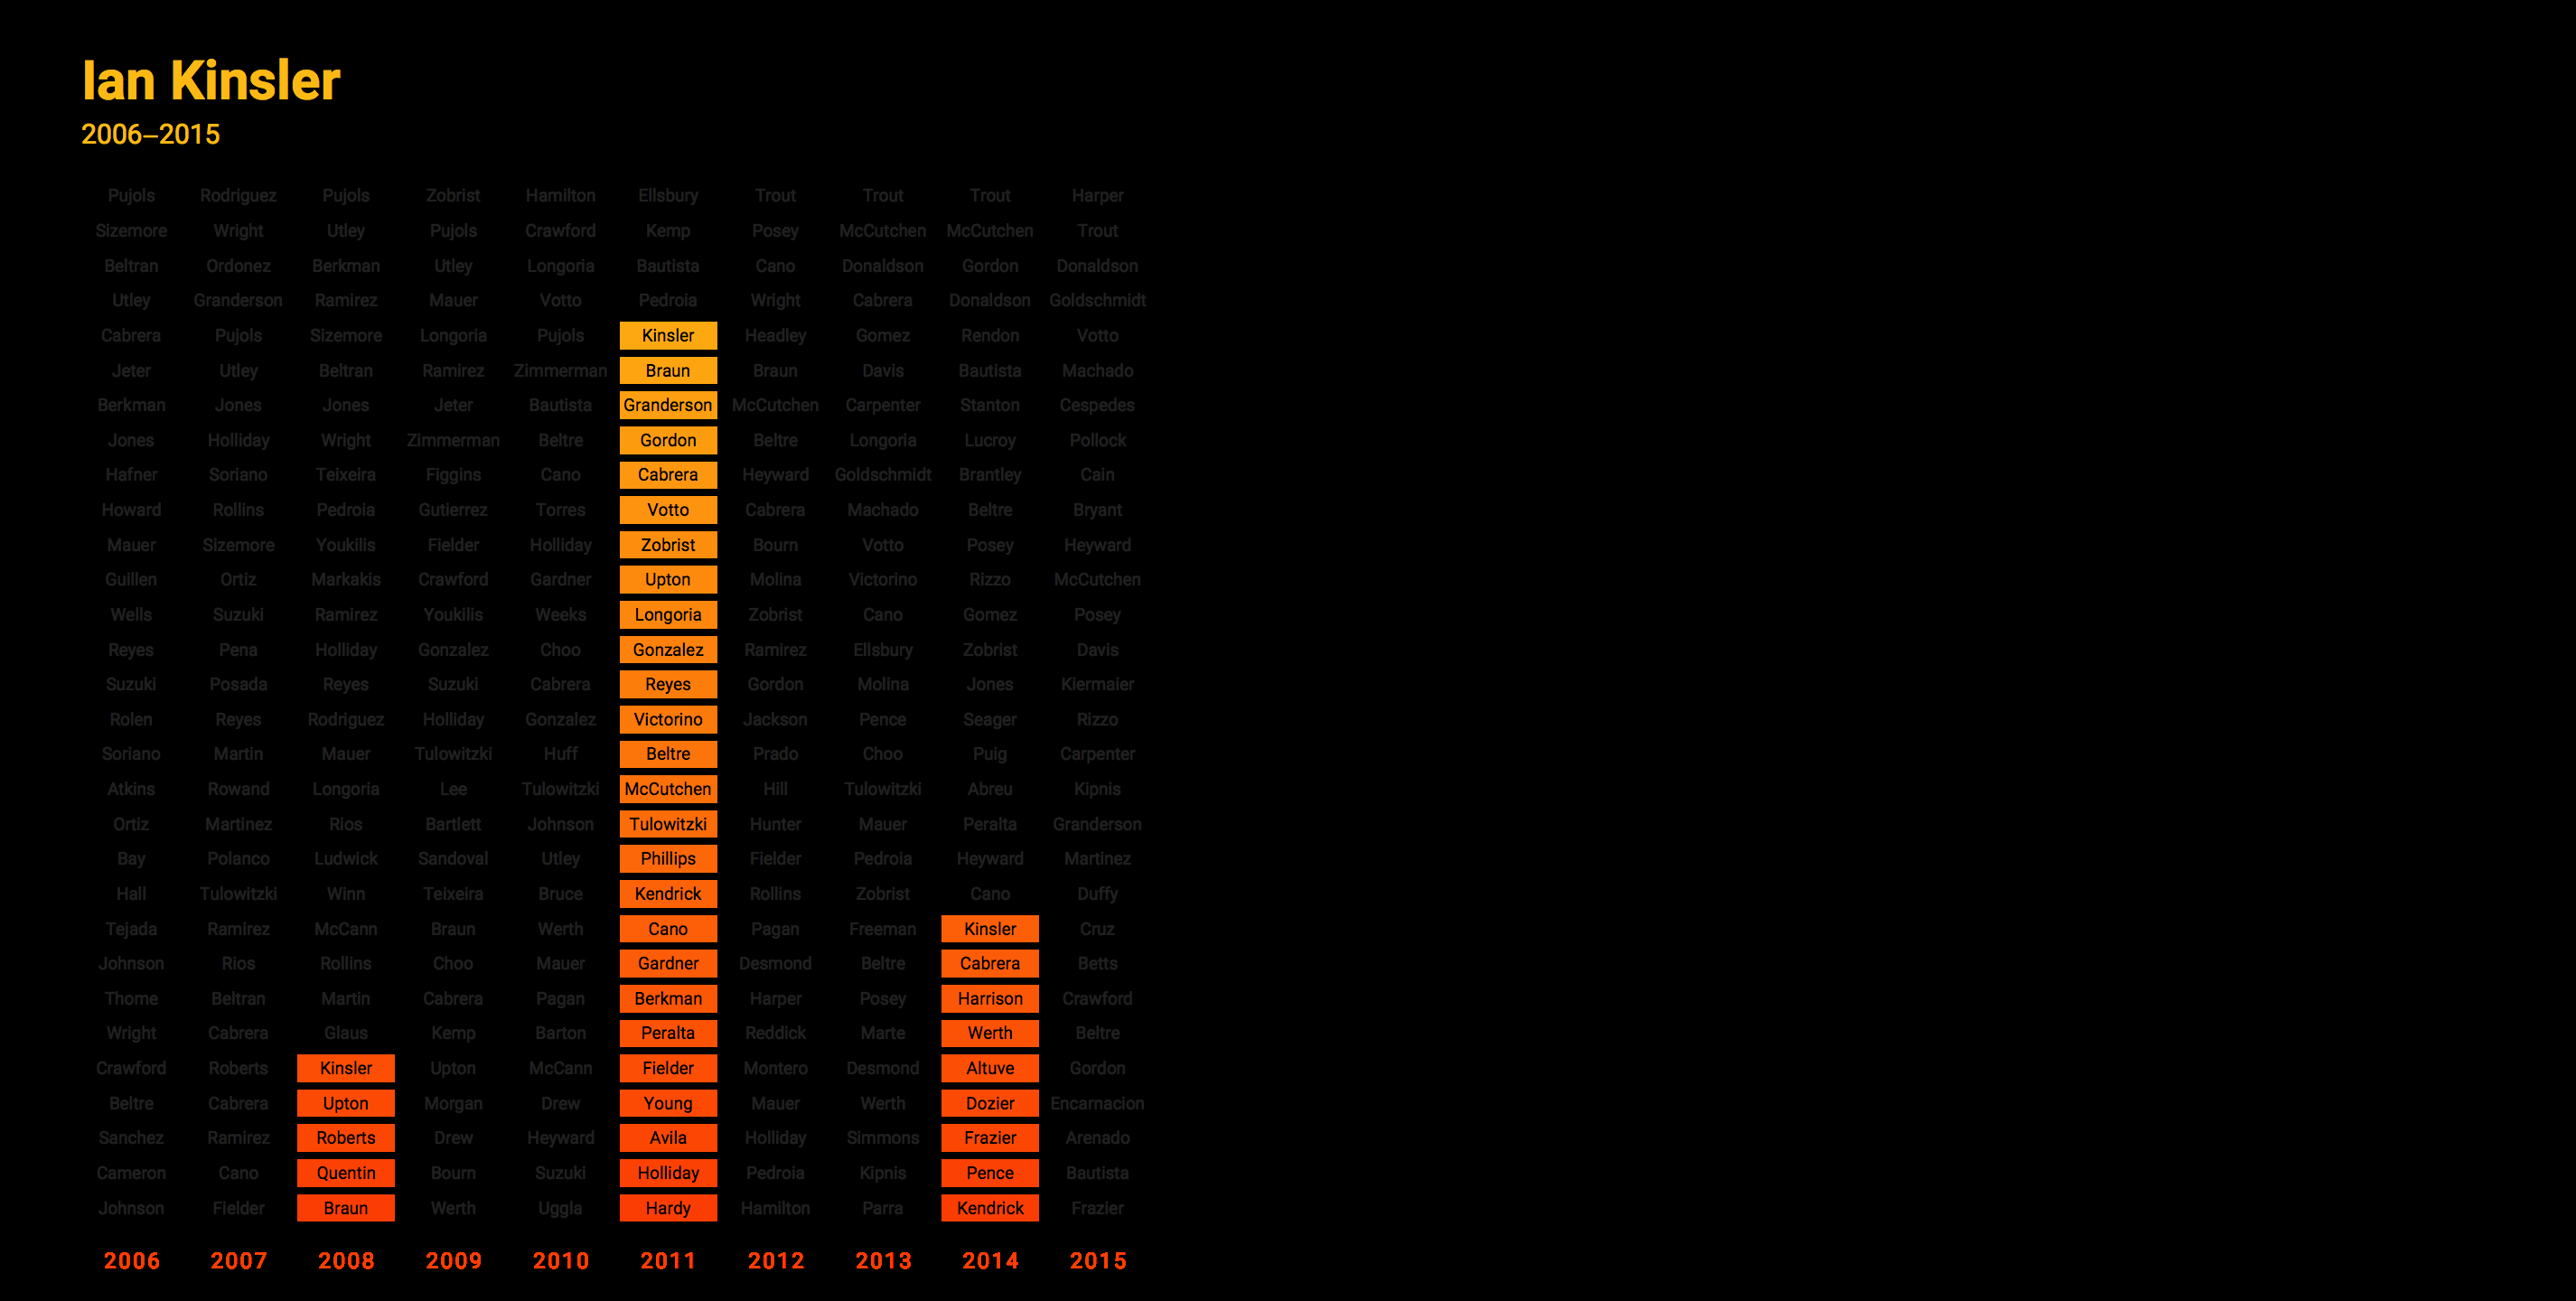 Ian Kinsler
2006–2015
Pujols Rodriguez Pujols Zobrist Hamilton Ellsbury Trout Trout Trout Harper
Sizemore Wright Utley Pujols Crawford Kemp Posey McCutchen McCutchen Trout
Beltran Ordonez Berkman Utley Longoria Bautista Cano Donaldson Gordon Donaldson
Utley Granderson Ramirez Mauer Votto Pedroia Wright Cabrera Donaldson Goldschmidt
Cabrera Pujols Sizemore Longoria Pujols Kinsler Headley Gomez Rendon Votto
Jeter Utley Beltran Ramirez Zimmerman Braun Braun Davis Bautista Machado
Berkman Jones Jones Jeter Bautista Granderson McCutchen Carpenter Stanton Cespedes
Jones Holliday Wright Zimmerman Beltre Gordon Beltre Longoria Lucroy Pollock
Hafner Soriano Teixeira Figgins Cano Cabrera Heyward Goldschmidt Brantley Cain
Howard Rollins Pedroia Gutierrez Torres Votto Cabrera Machado Beltre Bryant
Mauer Sizemore Youkilis Fielder Holliday Zobrist Bourn Votto Posey Heyward
Guillen Ortiz Markakis Crawford Gardner Upton Molina Victorino Rizzo McCutchen
Wells Suzuki Ramirez Youkilis Weeks Longoria Zobrist Cano Gomez Posey
Reyes Pena Holliday Gonzalez Choo Gonzalez Ramirez Ellsbury Zobrist Davis
Suzuki Posada Reyes Suzuki Cabrera Reyes Gordon Molina Jones Kiermaier
Rolen Reyes Rodriguez Holliday Gonzalez Victorino Jackson Pence Seager Rizzo
Soriano Martin Mauer Tulowitzki Huff Beltre Prado Choo Puig Carpenter
Atkins Rowand Longoria Lee Tulowitzki McCutchen Hill Tulowitzki Abreu Kipnis
Ortiz Martinez Rios Bartlett Johnson Tulowitzki Hunter Mauer Peralta Granderson
Bay Polanco Ludwick Sandoval Utley Phillips Fielder Pedroia Heyward Martinez
Hall Tulowitzki Winn Teixeira Bruce Kendrick Rollins Zobrist Cano Duffy
Tejada Ramirez McCann Braun Werth Cano Pagan Freeman Kinsler Cruz
Johnson Rios Rollins Choo Mauer Gardner Desmond Beltre Cabrera Betts
Thome Beltran Martin Cabrera Pagan Berkman Harper Posey Harrison Crawford
Wright Cabrera Glaus Kemp Barton Peralta Reddick Marte Werth Beltre
Crawford Roberts Kinsler Upton McCann Fielder Montero Desmond Altuve Gordon
Beltre Cabrera Upton Morgan Drew Young Mauer Werth Dozier Encarnacion
Sanchez Ramirez Roberts Drew Heyward Avila Holliday Simmons Frazier Arenado
Cameron Cano Quentin Bourn Suzuki Holliday Pedroia Kipnis Pence Bautista
Johnson Fielder Braun Werth Uggla Hardy Hamilton Parra Kendrick Frazier
2006 2007 2008 2009 2010 2011 2012 2013 2014 2015